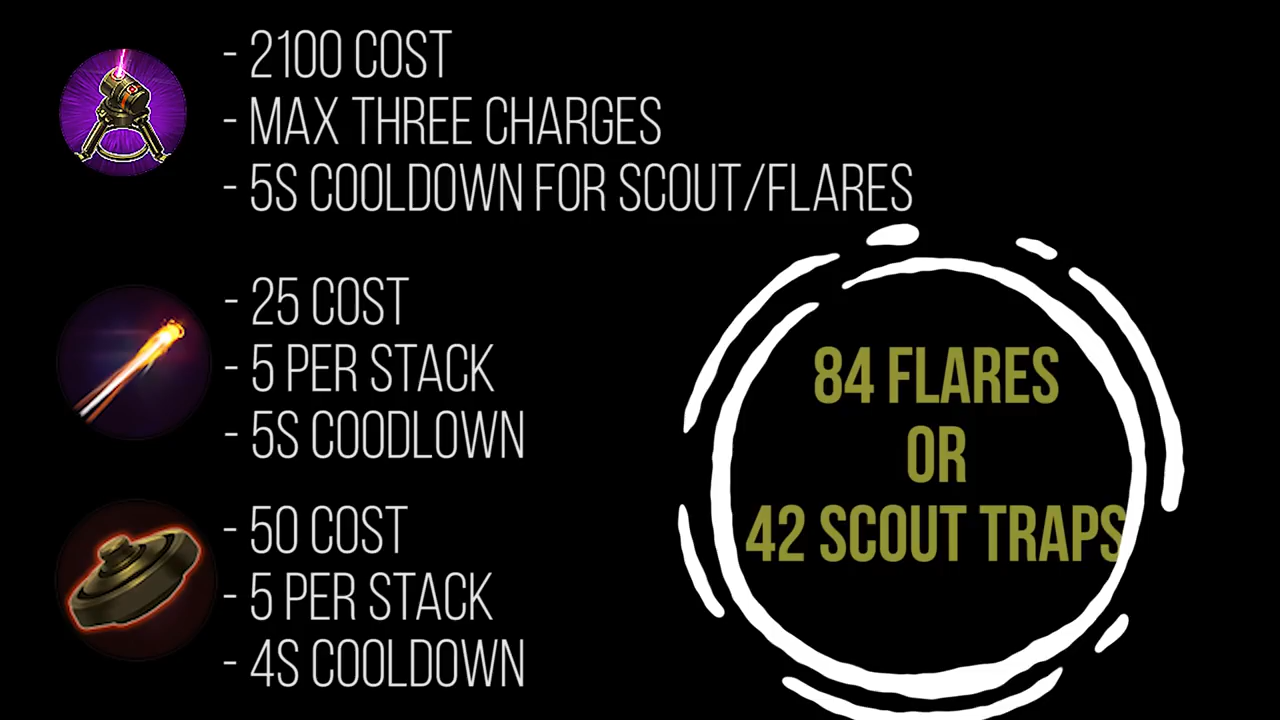 - 2100 COST
- MAX THREE CHARGES
- 5S COOLDOWN FOR SCOUT/FLARES
- 25 COST
- 5 PER STACK
- 5S COODLOWN
- 50 COST
- 5 PER STACK
- 4S COOLDOWN
84 FLARES
OR
42 SCOUT TRAPS